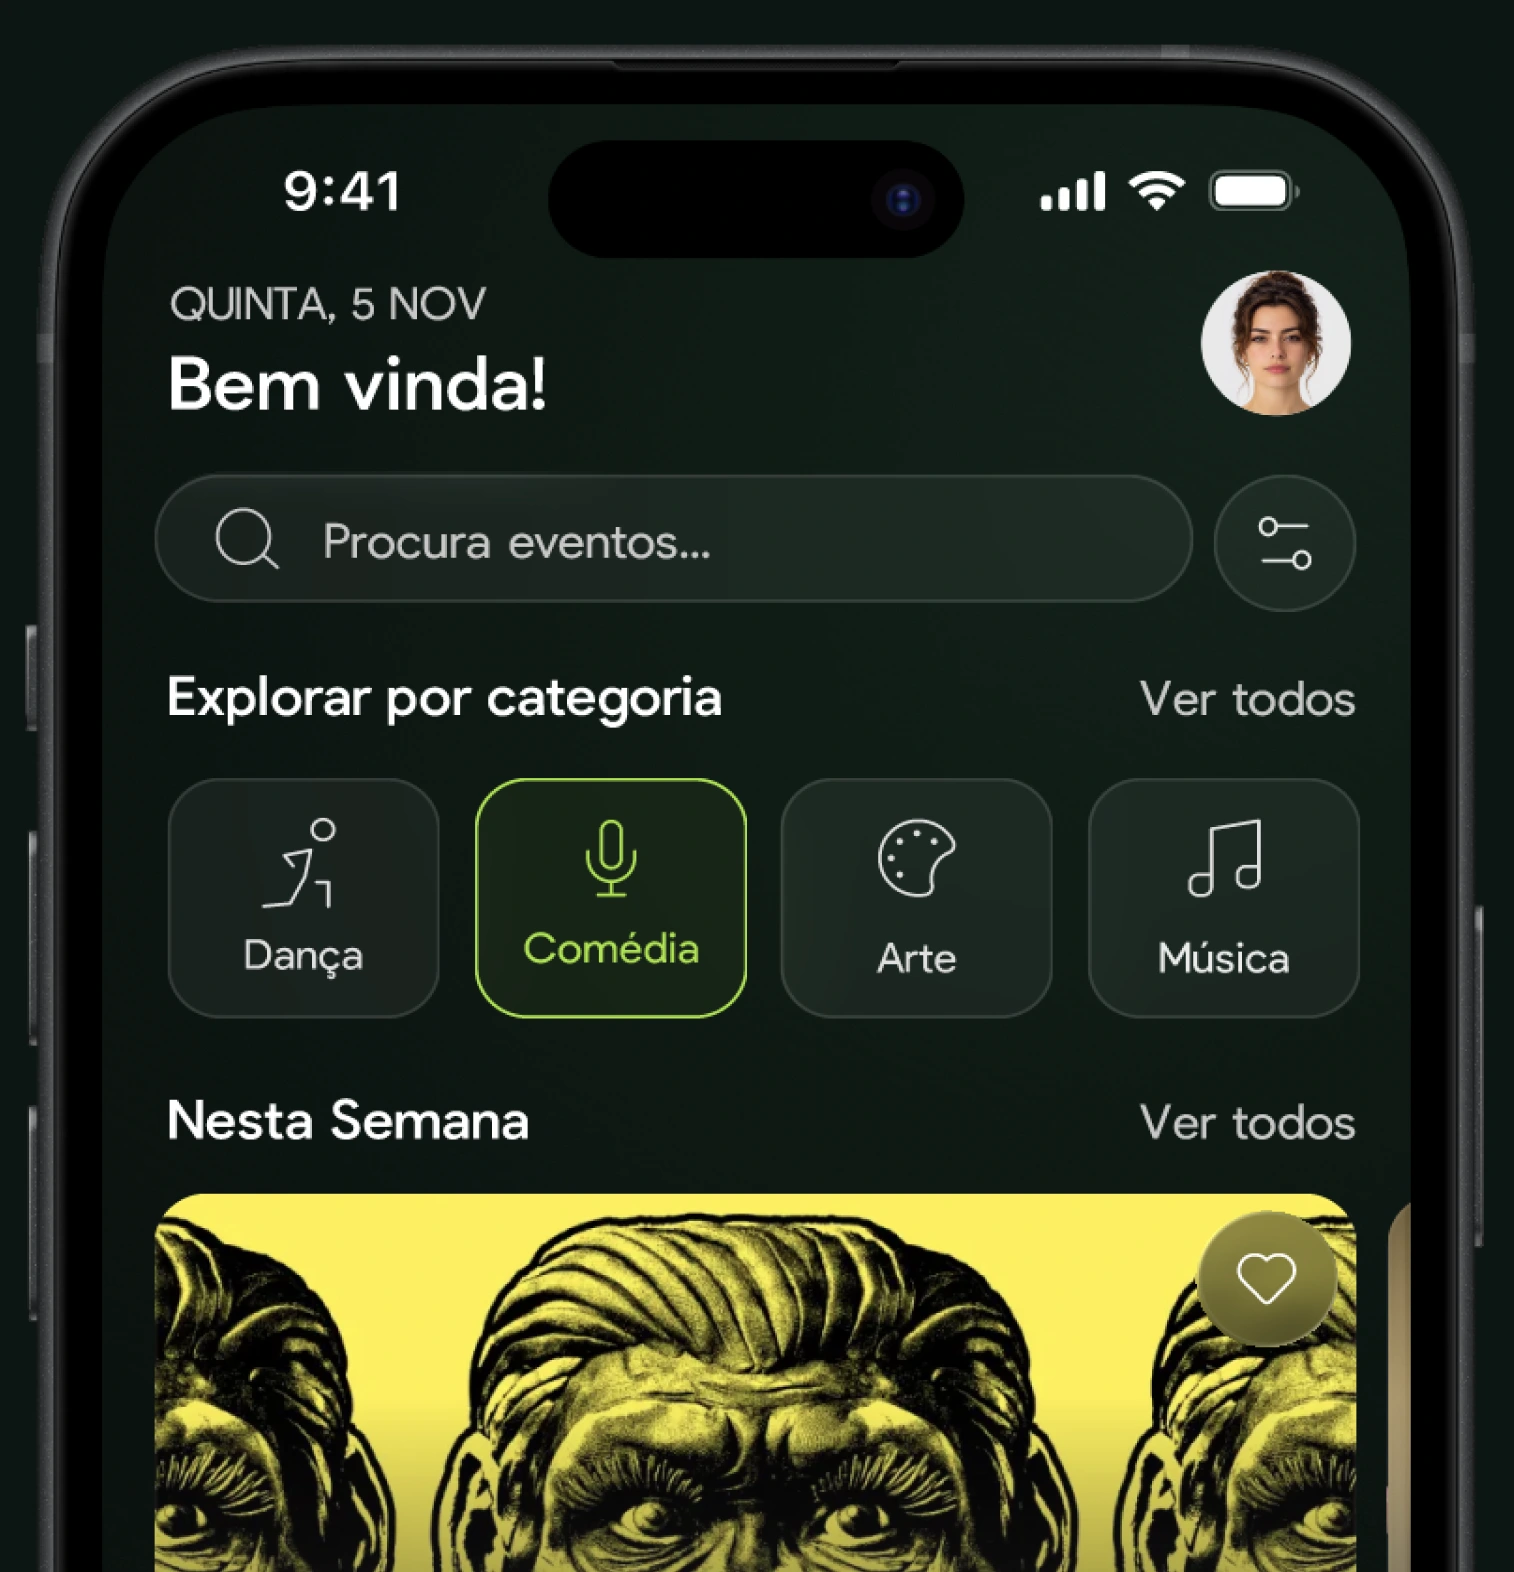 9:41
QUINTA, 5 NOV
Bem vinda!
Procura eventos...
Explorar por categoria
Ver todos
Dança
Comédia
Arte
Música
Nesta Semana
Ver todos